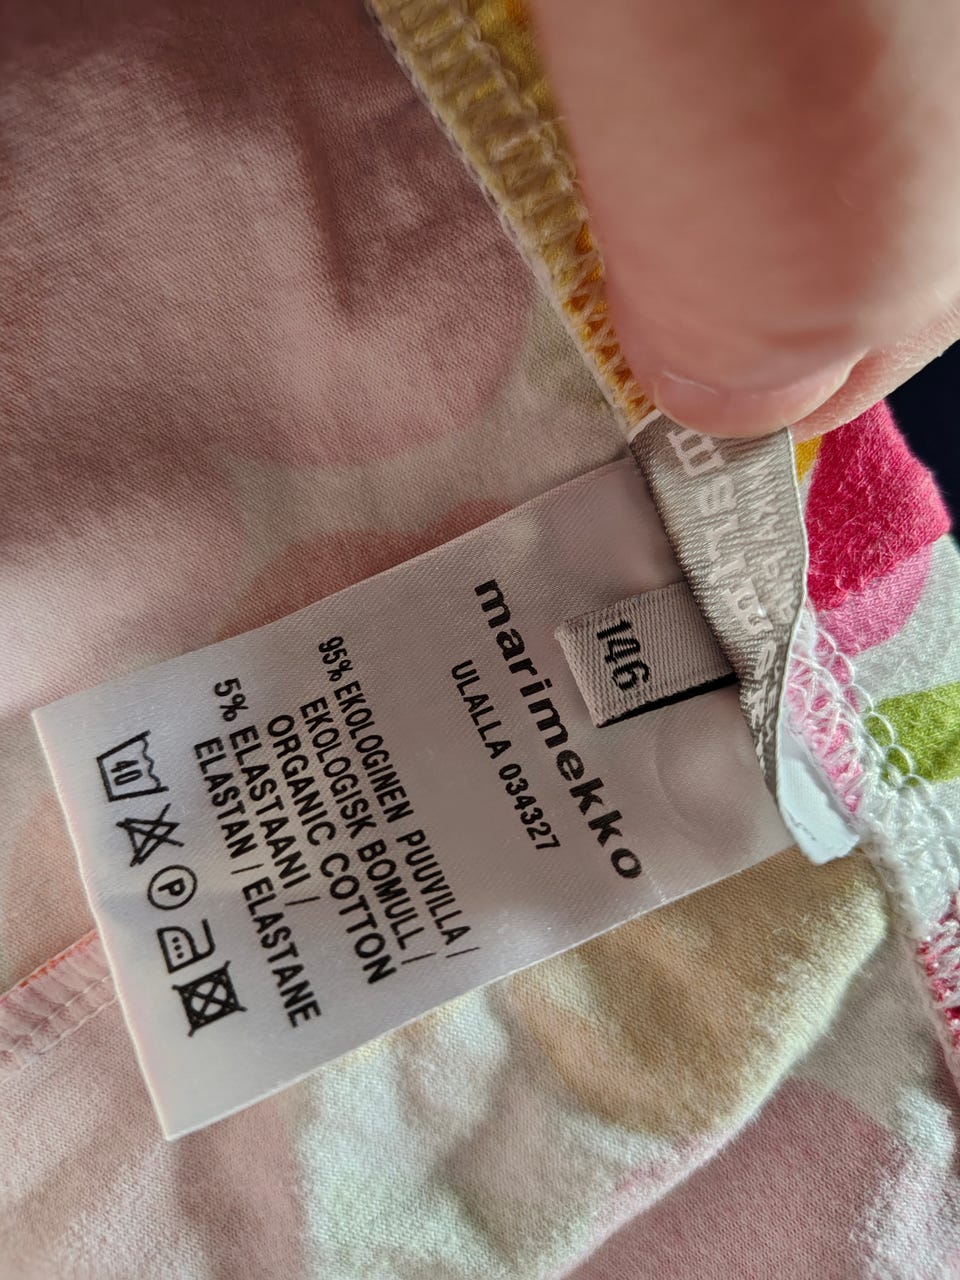 marimekko
146
ULALLA 034327
95% EKOLOGINEN PUUVILLA /
EKOLOGISK BOMULL /
ORGANIC COTTON
5% ELASTAANI /
ELASTAN / ELASTANE
40
P